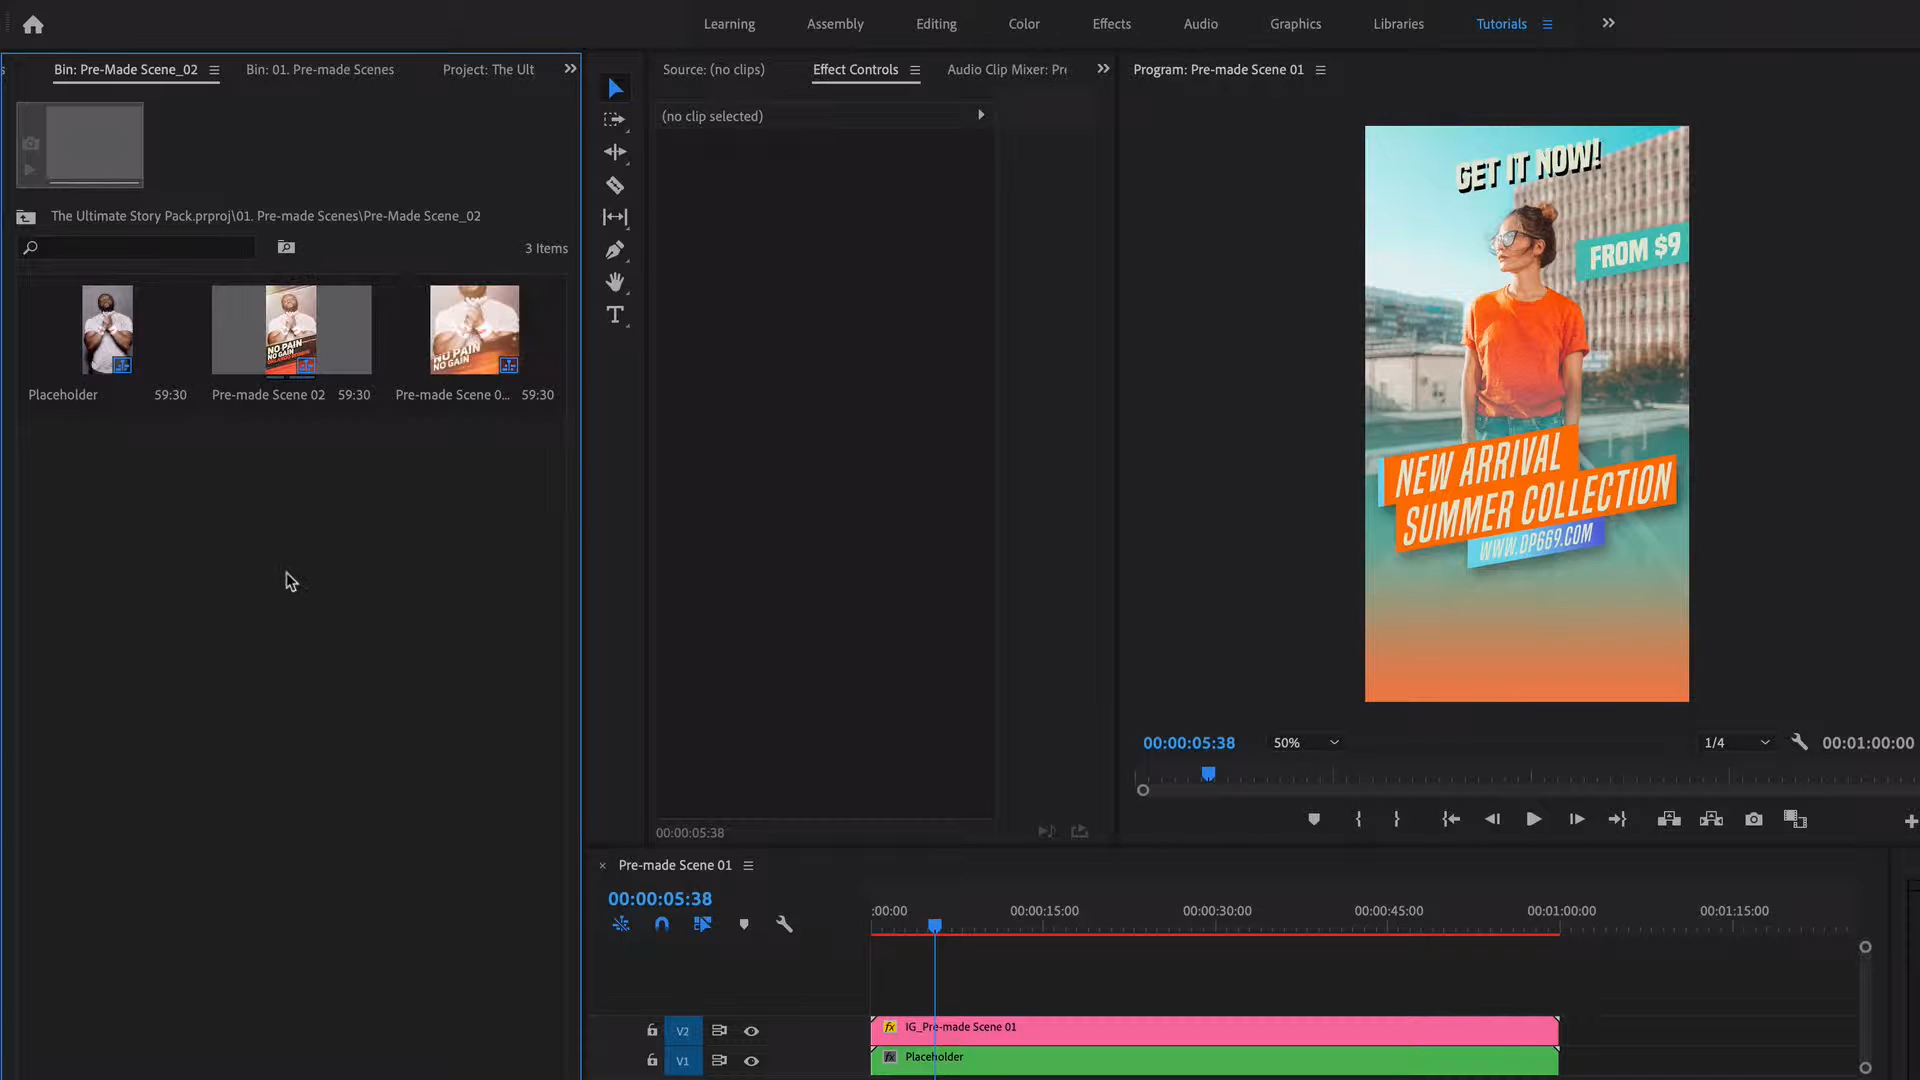 Learning
Assembly
Editing
Color
Effects
Audio
Graphics
Libraries
Tutorials
Bin: Pre-Made Scene_02
Bin: 01. Pre-made Scenes
Project: The Ult
Source: (no clips)
Effect Controls
Audio Clip Mixer: Pr
Program: Pre-made Scene 01
(no clip selected)
The Ultimate Story Pack.prproj\01. Pre-made Scenes\Pre-Made Scene_02
3 Items
NO PAIN
NO GAIN
NO PAIN
NO GAIN
Placeholder 59:30
Pre-made Scene 02 59:30
Pre-made Scene 0... 59:30
GET IT NOW!
FROM $9
NEW ARRIVAL
SUMMER COLLECTION
WWW.DP669.COM
00:00:05:38
50%
1/4
00:01:00:00
00:00:05:38
Pre-made Scene 01
00:00:05:38
:00:00
00:00:15:00
00:00:30:00
00:00:45:00
00:01:00:00
00:01:15:00
V2
fx IG_Pre-made Scene 01
V1
fx Placeholder